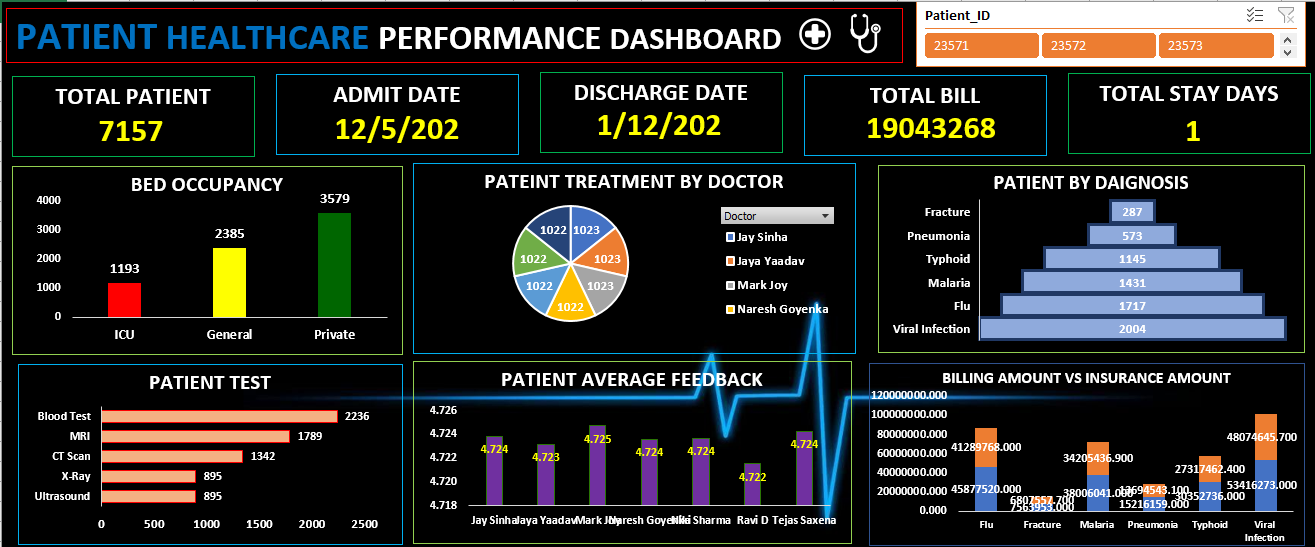 PATIENT HEALTHCARE PERFORMANCE DASHBOARD
Patient_ID
23571 23572 23573
TOTAL PATIENT
7157
ADMIT DATE
12/5/202
DISCHARGE DATE
1/12/202
TOTAL BILL
19043268
TOTAL STAY DAYS
1
BED OCCUPANCY
4000
3000
2000
1000
0
1193
2385
3579
ICU General Private
PATEINT TREATMENT BY DOCTOR
1022 1023
1022 1023
1022 1023
1022
Doctor
Jay Sinha
Jaya Yaadav
Mark Joy
Naresh Goyenka
PATIENT BY DAIGNOSIS
Fracture 287
Pneumonia 573
Typhoid 1145
Malaria 1431
Flu 1717
Viral Infection 2004
PATIENT TEST
Blood Test 2236
MRI 1789
CT Scan 1342
X-Ray 895
Ultrasound 895
0 500 1000 1500 2000 2500
PATIENT AVERAGE FEEDBACK
4.726
4.724
4.722
4.720
4.718
4.724 4.723 4.725 4.724 4.724 4.722 4.724
Jay Sinha Jaya Yaadav Mark Joy Naresh Goyenka Niki Sharma Ravi D Tejas Saxena
BILLING AMOUNT VS INSURANCE AMOUNT
120000000.000
100000000.000
80000000.000
60000000.000
40000000.000
20000000.000
0.000
41289768.000 6807557.700 34205436.900 13694543.100 27317462.400 48074645.700
45877520.000 7563953.000 38006041.000 15216159.000 30352736.000 53416273.000
Flu Fracture Malaria Pneumonia Typhoid Viral
Infection